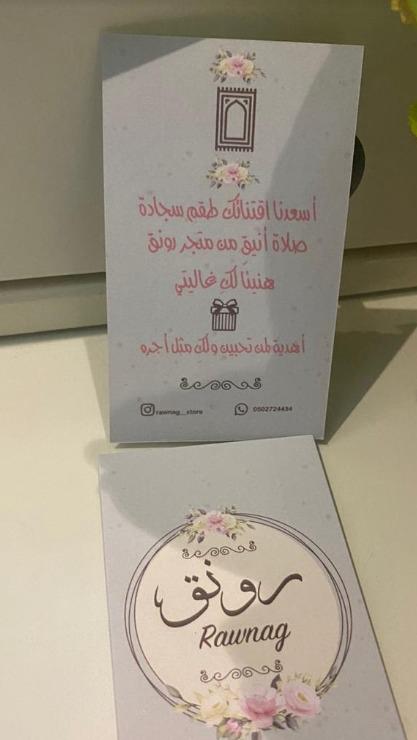 أسعدنا اقتنائك طقم سجادة
صلاة أنيق من متجر رونق
هنيئاً لكِ غاليتي
أهدية لمن تحبين ولك مثل أجره
rawnag__store
0502724434
رونق
Rawnag